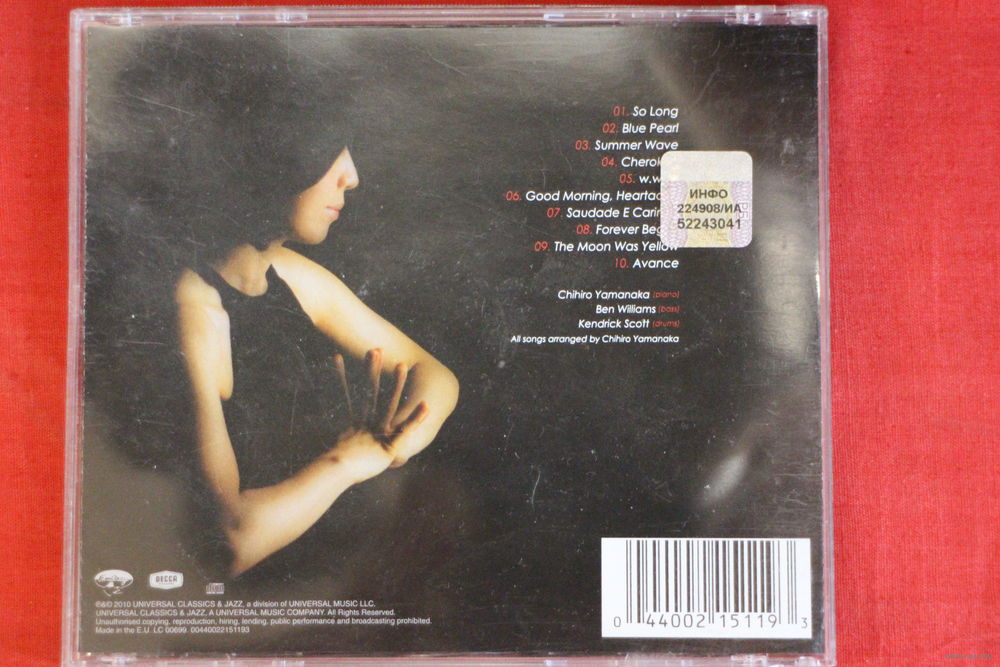 01. So Long
02. Blue Pearl
03. Summer Wave
04. Chero
05. w.w
06. Good Morning, Hearta
07. Saudade E Cari
08. Forever Beg
09. The Moon Was Yellow
10. Avance
ИНФО
224908/ИА
52243041
Chihiro Yamanaka (piano)
Ben Williams (bass)
Kendrick Scott (drums)
All songs arranged by Chihiro Yamanaka
DECCA
℗&© 2010 UNIVERSAL CLASSICS & JAZZ, a division of UNIVERSAL MUSIC LLC.
UNIVERSAL CLASSICS & JAZZ, A UNIVERSAL MUSIC COMPANY. All Rights Reserved.
Unauthorised copying, reproduction, hiring, lending, public performance and broadcasting prohibited.
Made in the E.U. LC 00699. 00440022151193
0 44002 15119 3